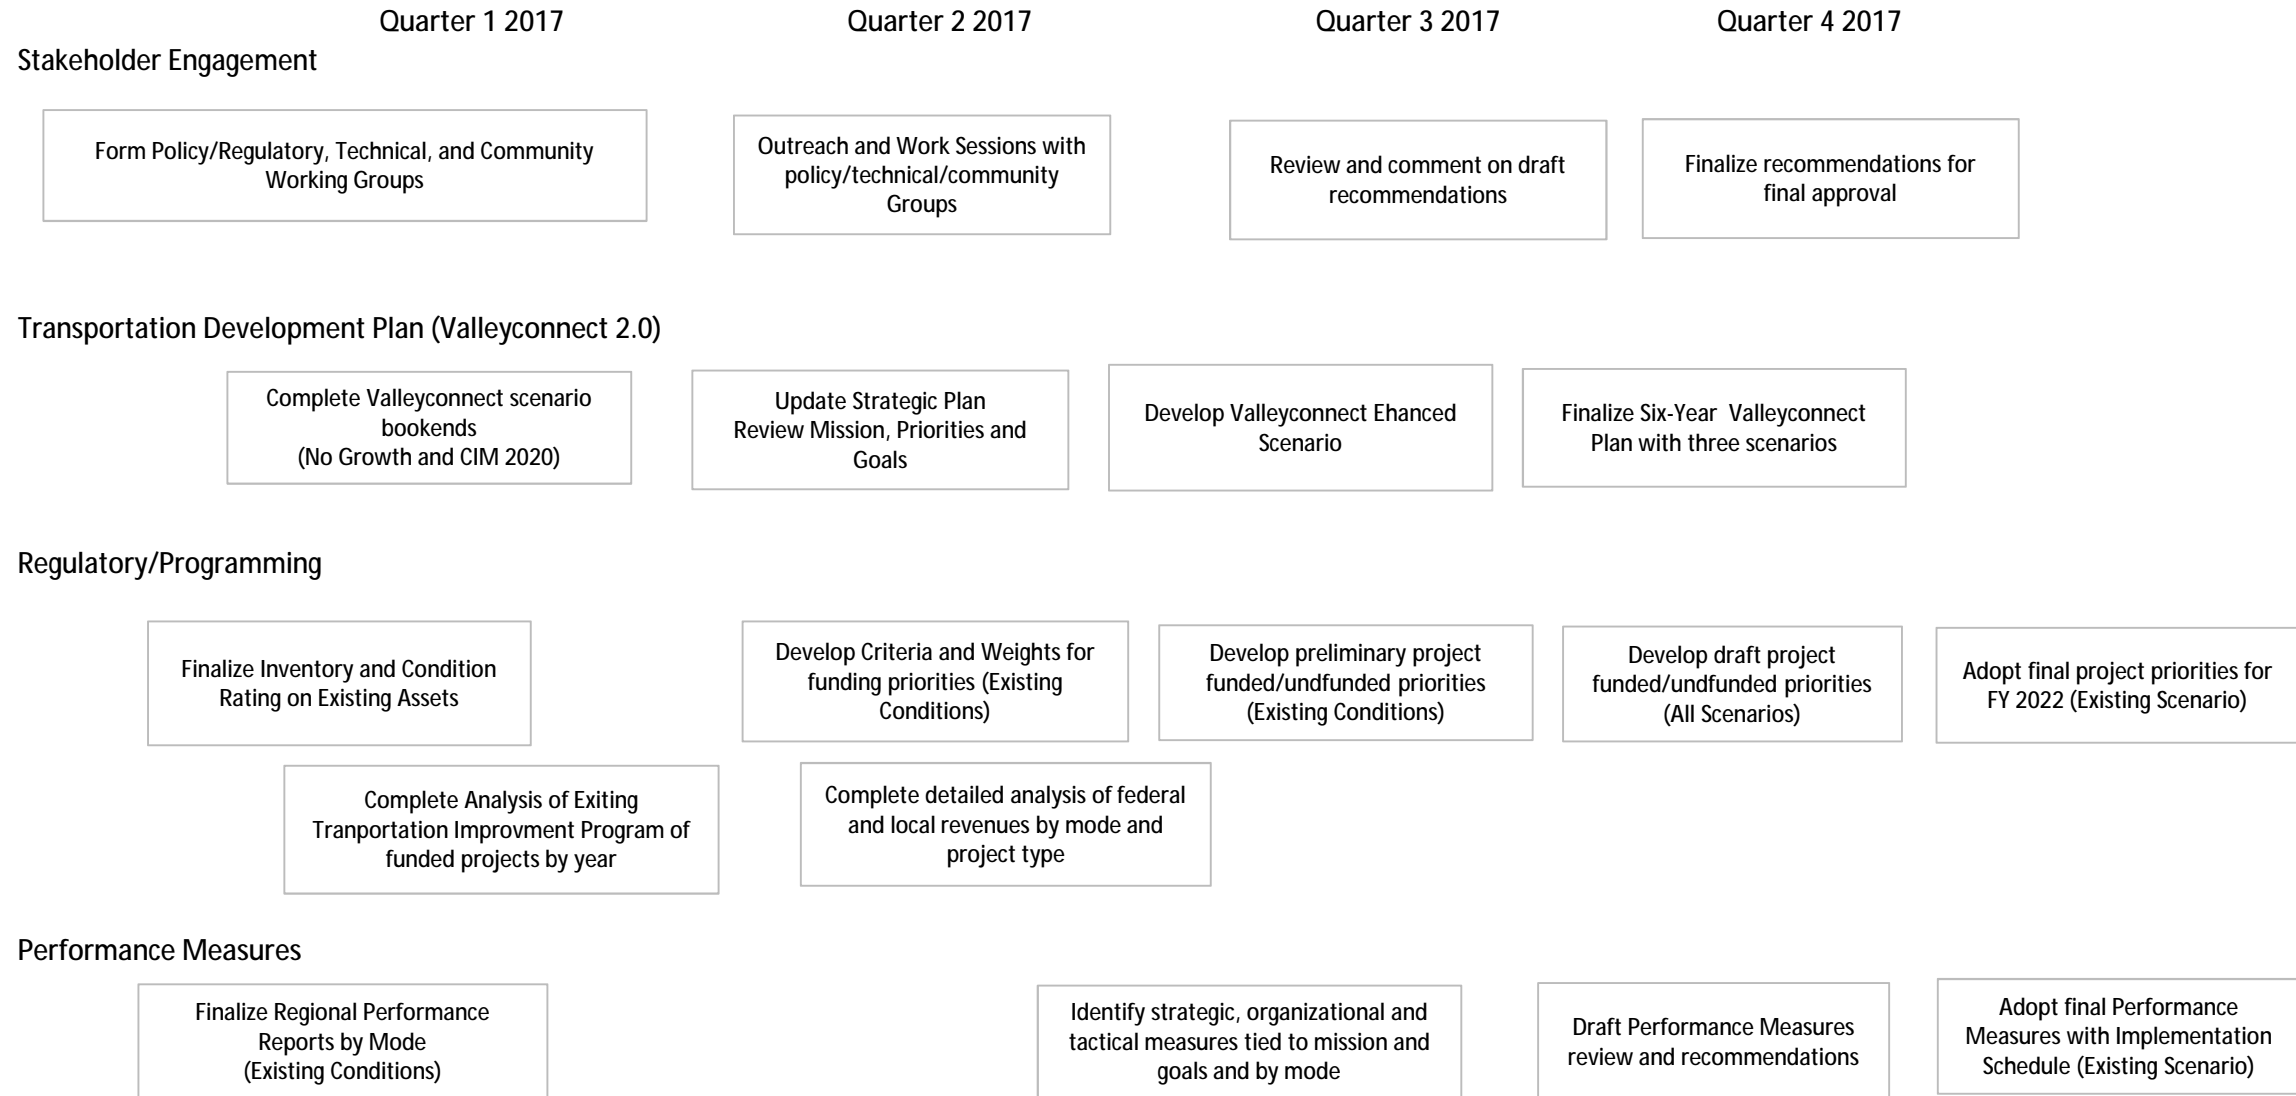 Quarter 1 2017
Quarter 2 2017
Quarter 3 2017
Quarter 4 2017
Stakeholder Engagement
Form Policy/Regulatory, Technical, and Community
Working Groups
Outreach and Work Sessions with
policy/technical/community
Groups
Review and comment on draft
recommendations
Finalize recommendations for
final approval
Transportation Development Plan (Valleyconnect 2.0)
Complete Valleyconnect scenario
bookends
(No Growth and CIM 2020)
Update Strategic Plan
Review Mission, Priorities and
Goals
Develop Valleyconnect Ehanced
Scenario
Finalize Six-Year Valleyconnect
Plan with three scenarios
Regulatory/Programming
Finalize Inventory and Condition
Rating on Existing Assets
Develop Criteria and Weights for
funding priorities (Existing
Conditions)
Develop preliminary project
funded/undfunded priorities
(Existing Conditions)
Develop draft project
funded/undfunded priorities
(All Scenarios)
Adopt final project priorities for
FY 2022 (Existing Scenario)
Complete Analysis of Exiting
Tranportation Improvment Program of
funded projects by year
Complete detailed analysis of federal
and local revenues by mode and
project type
Performance Measures
Finalize Regional Performance
Reports by Mode
(Existing Conditions)
Identify strategic, organizational and
tactical measures tied to mission and
goals and by mode
Draft Performance Measures
review and recommendations
Adopt final Performance
Measures with Implementation
Schedule (Existing Scenario)